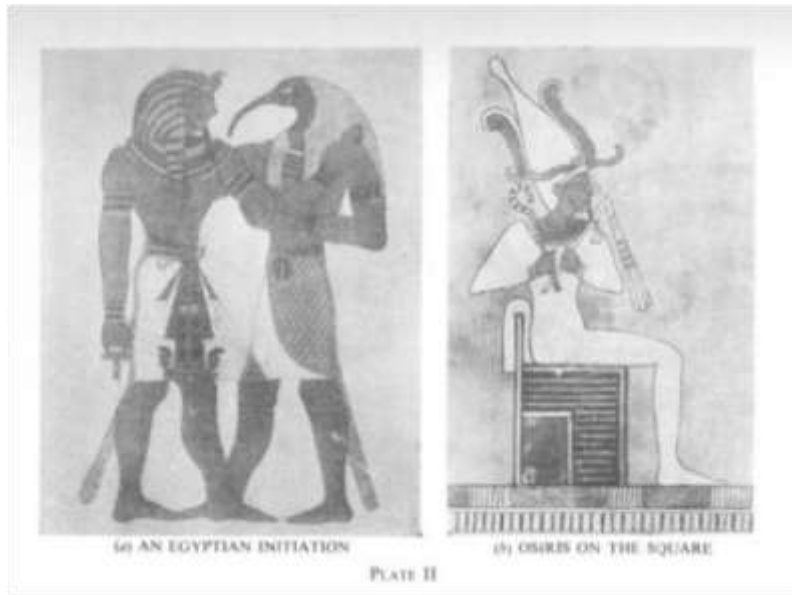 (a) AN EGYPTIAN INITIATION
(b) OSIRIS ON THE SQUARE
PLATE II